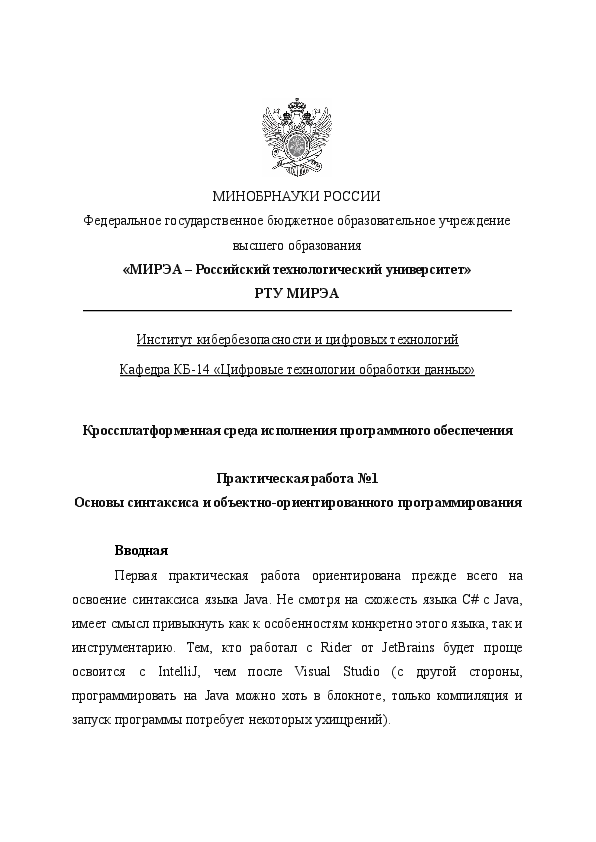 МИНОБРНАУКИ РОССИИ
Федеральное государственное бюджетное образовательное учреждение
высшего образования
«МИРЭА – Российский технологический университет»
РТУ МИРЭА
Институт кибербезопасности и цифровых технологий
Кафедра КБ-14 «Цифровые технологии обработки данных»
Кроссплатформенная среда исполнения программного обеспечения
Практическая работа №1
Основы синтаксиса и объектно-ориентированного программирования
Вводная
Первая практическая работа ориентирована прежде всего на
освоение синтаксиса языка Java. Не смотря на схожесть языка C# с Java,
имеет смысл привыкнуть как к особенностям конкретно этого языка, так и
инструментарию. Тем, кто работал с Rider от JetBrains будет проще
освоится с IntelliJ, чем после Visual Studio (с другой стороны,
программировать на Java можно хоть в блокноте, только компиляция и
запуск программы потребует некоторых ухищрений).